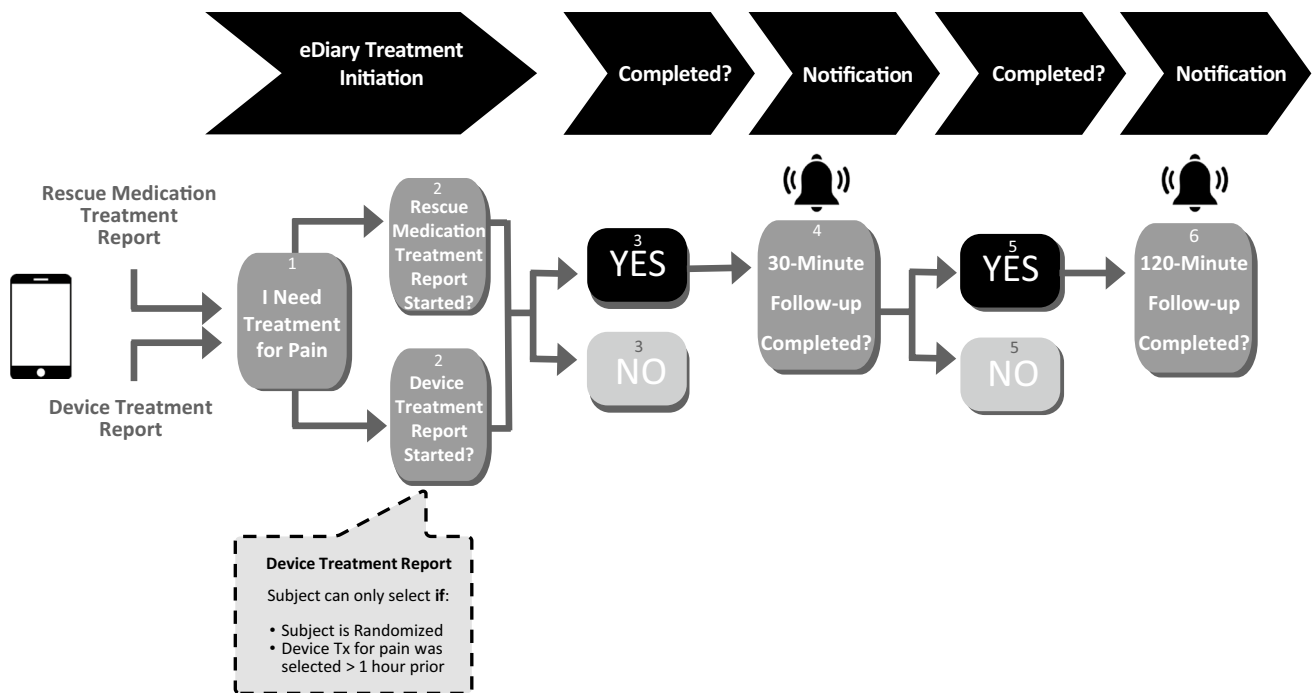 eDiary Treatment
Initiation
Completed?
Notification
Completed?
Notification
Rescue Medication
Treatment
Report
Device Treatment
Report
1
I Need
Treatment
for Pain
2
Rescue
Medication
Treatment
Report
Started?
2
Device
Treatment
Report
Started?
3
YES
3
NO
4
30-Minute
Follow-up
Completed?
5
YES
5
NO
6
120-Minute
Follow-up
Completed?
Device Treatment Report
Subject can only select if:
• Subject is Randomized
• Device Tx for pain was
selected > 1 hour prior